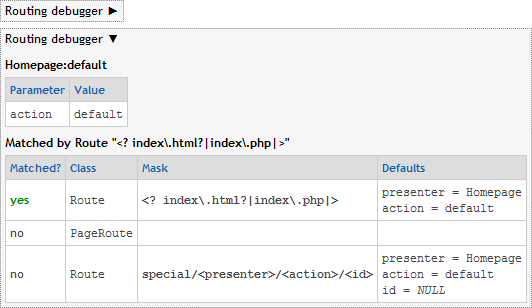 Routing debugger ►
Routing debugger ▼
Homepage:default
Parameter Value
action default
Matched by Route "<? index\.html?|index\.php|>"
Matched? Class Mask Defaults
yes Route <? index\.html?|index\.php|> presenter = Homepage
action = default
no PageRoute
no Route special/<presenter>/<action>/<id> presenter = Homepage
action = default
id = NULL